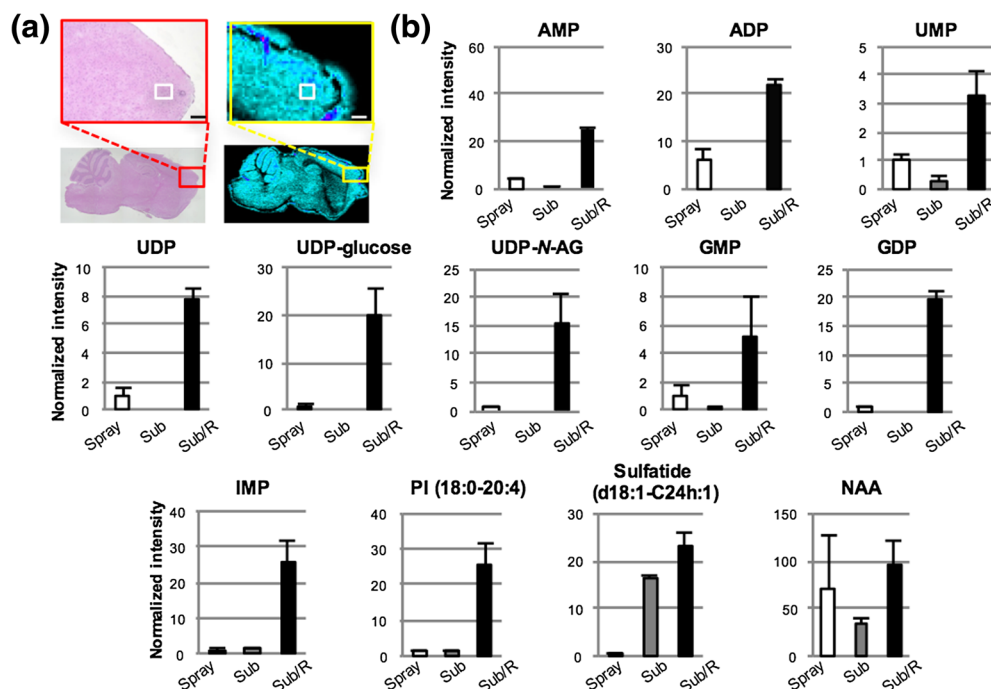 (a)
(b)
AMP
Normalized intensity
60
40
20
0
Spray
Sub
Sub/R
ADP
30
20
10
0
Spray
Sub
Sub/R
UMP
5
4
3
2
1
0
Spray
Sub
Sub/R
UDP
Normalized intensity
10
8
6
4
2
0
Spray
Sub
Sub/R
UDP-glucose
30
20
10
0
Spray
Sub
Sub/R
UDP-N-AG
25
20
15
10
5
0
Spray
Sub
Sub/R
GMP
10
8
6
4
2
0
Spray
Sub
Sub/R
GDP
25
20
15
10
5
0
Spray
Sub
Sub/R
IMP
Normalized intensity
40
30
20
10
0
Spray
Sub
Sub/R
PI (18:0-20:4)
40
30
20
10
0
Spray
Sub
Sub/R
Sulfatide
(d18:1-C24h:1)
30
20
10
0
Spray
Sub
Sub/R
NAA
150
100
50
0
Spray
Sub
Sub/R